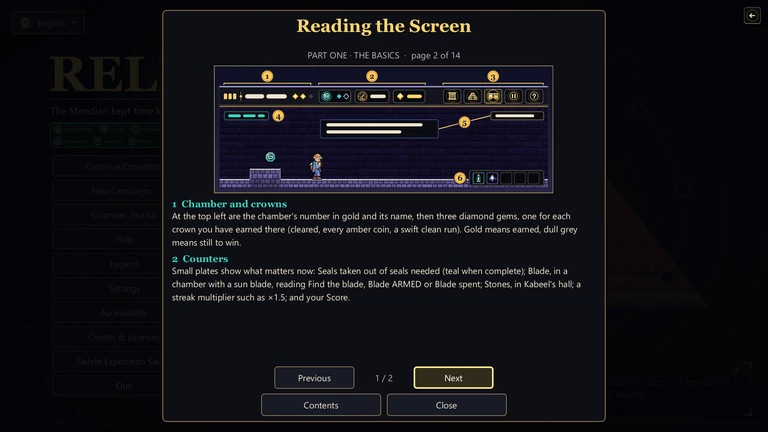 English
Reading the Screen
PART ONE · THE BASICS · page 2 of 14
1
2
3
4
5
6
1 Chamber and crowns
At the top left are the chamber's number in gold and its name, then three diamond gems, one for each
crown you have earned there (cleared, every amber coin, a swift clean run). Gold means earned, dull grey
means still to win.
2 Counters
Small plates show what matters now: Seals taken out of seals needed (teal when complete); Blade, in a
chamber with a sun blade, reading Find the blade, Blade ARMED or Blade spent; Stones, in Kabeel's hall; a
streak multiplier such as ×1.5; and your Score.
Previous
1 / 2
Next
Contents
Close
REL
The Meridian kept time
Continue Expedition
New Campaign
Chamber Journal
Help
Legend
Settings
Accessibility
Credits & Licenses
Delete Expedition Sav
Quit